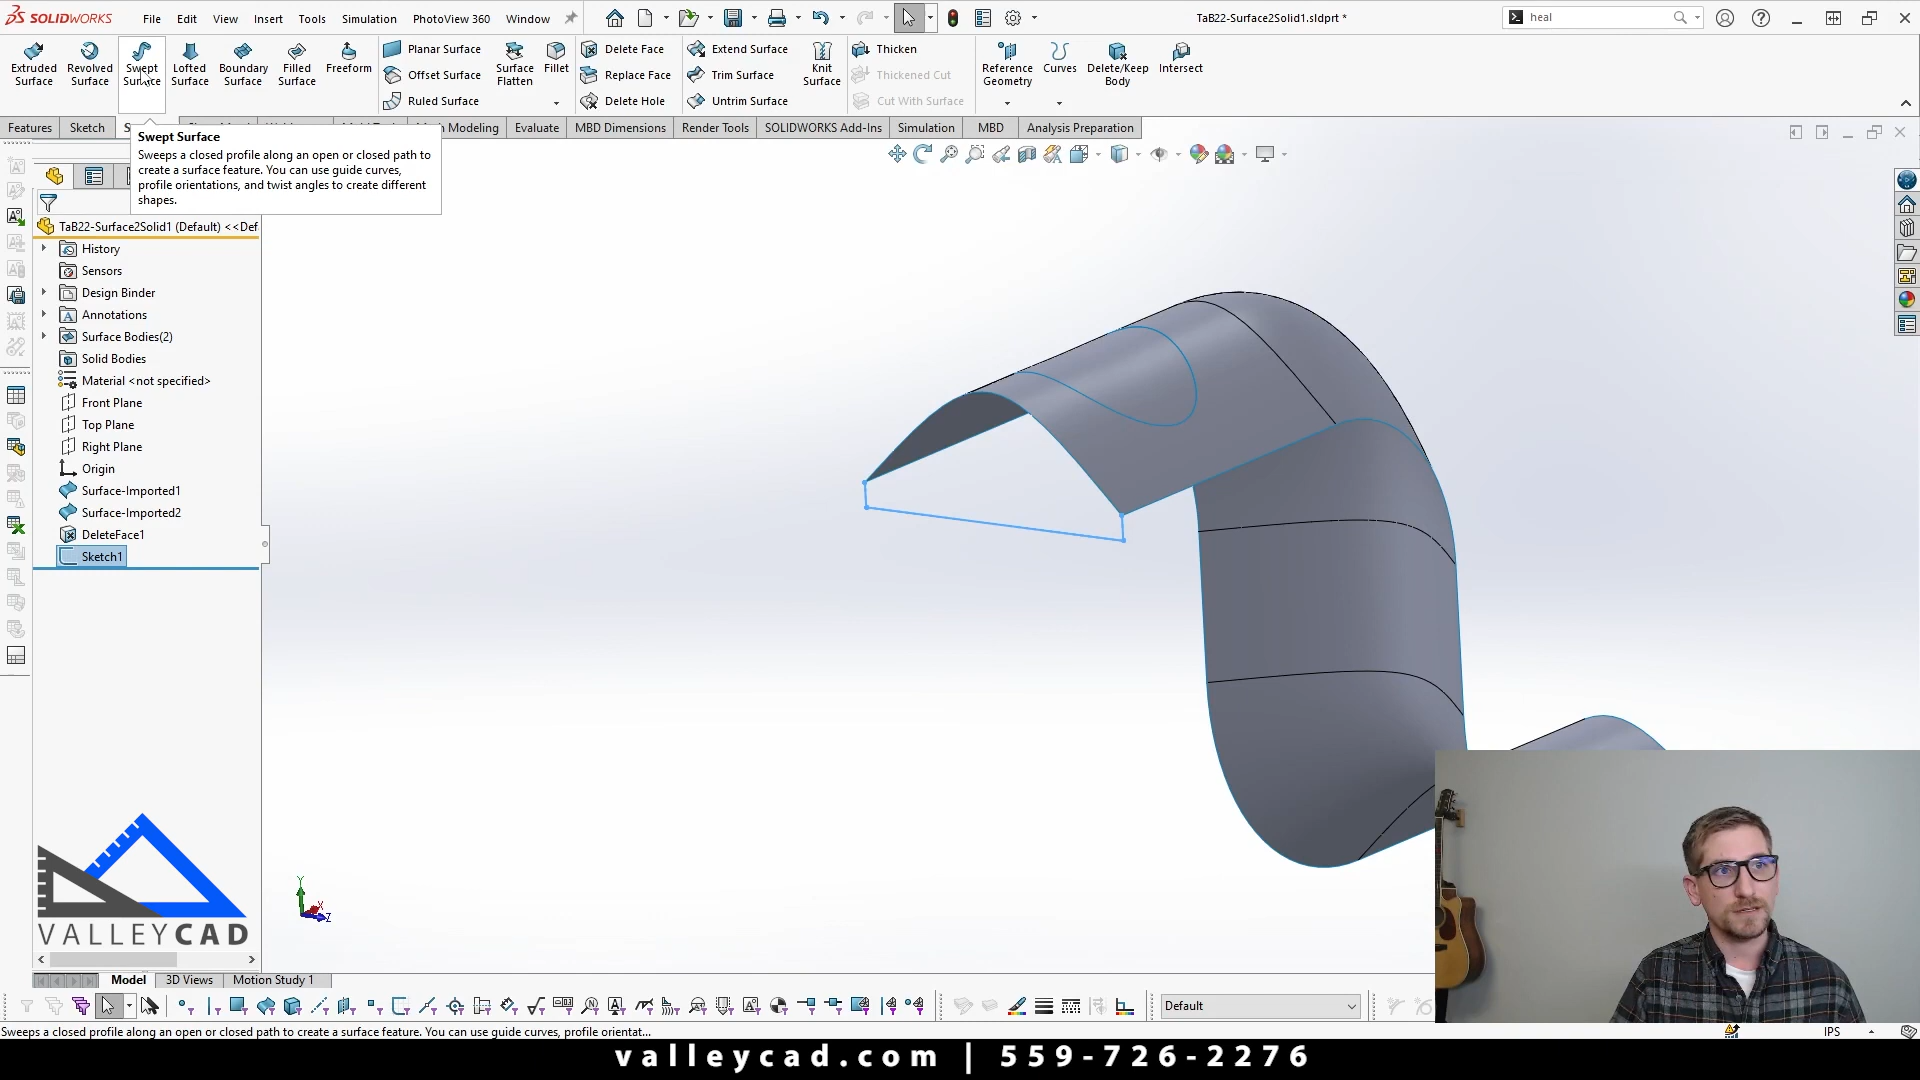 SOLIDWORKS File Edit View Insert Tools Simulation PhotoView 360 Window TaB22-Surface2Solid1.sldprt * heal
Extruded Surface
Revolved Surface
Swept Surface
Lofted Surface
Boundary Surface
Filled Surface
Freeform
Planar Surface
Offset Surface
Ruled Surface
Surface Flatten
Fillet
Delete Face
Replace Face
Delete Hole
Extend Surface
Trim Surface
Untrim Surface
Knit Surface
Thicken
Thickened Cut
Cut With Surface
Reference Geometry
Curves
Delete/Keep Body
Intersect
Features Sketch Modeling Evaluate MBD Dimensions Render Tools SOLIDWORKS Add-Ins Simulation MBD Analysis Preparation
Swept Surface
Sweeps a closed profile along an open or closed path to
create a surface feature. You can use guide curves,
profile orientations, and twist angles to create different
shapes.
TaB22-Surface2Solid1 (Default) <<Def
History
Sensors
Design Binder
Annotations
Surface Bodies(2)
Solid Bodies
Material <not specified>
Front Plane
Top Plane
Right Plane
Origin
Surface-Imported1
Surface-Imported2
DeleteFace1
Sketch1
Y
X
Z
VALLEYCAD
Model 3D Views Motion Study 1
Default
Sweeps a closed profile along an open or closed path to create a surface feature. You can use guide curves, profile orientat... IPS
valleycad.com | 559-726-2276